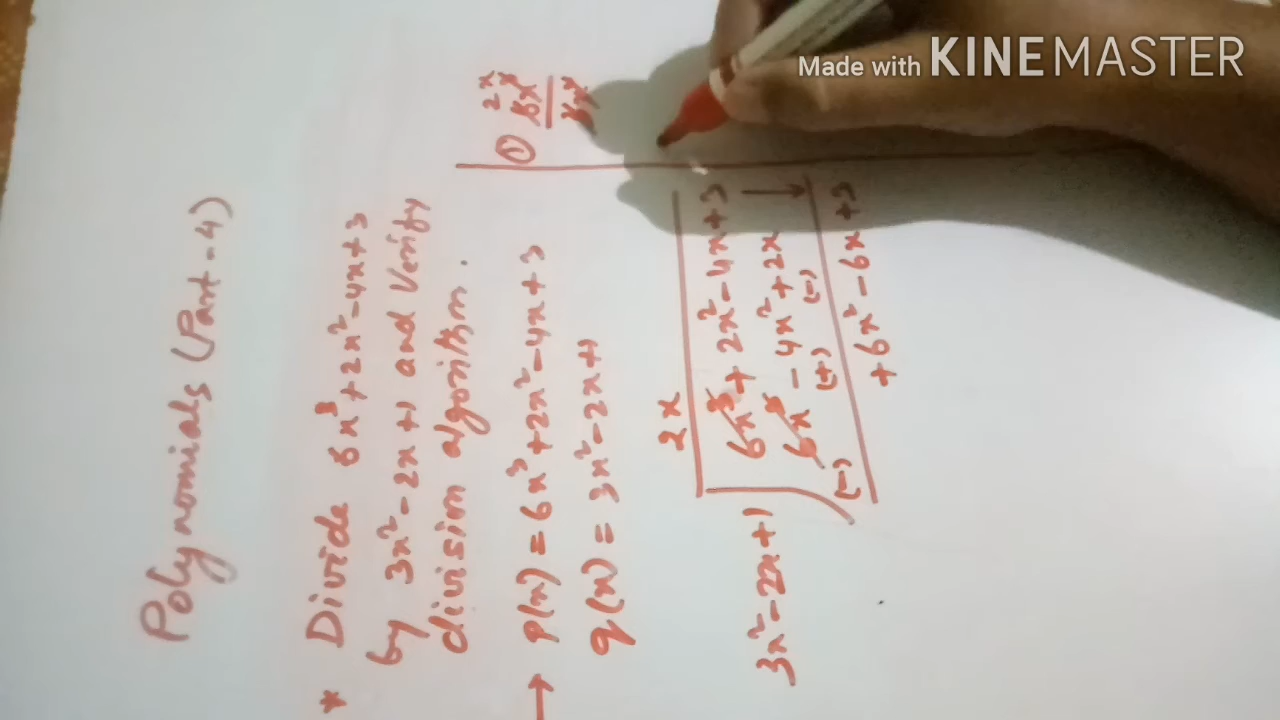 Made with KINEMASTER
Polynomials (Part-4)
* Divide 6x³+2x²-4x+3
by 3x²-2x+1 and verify
division algorithm.
→ p(x) = 6x³+2x²-4x+3
q(x) = 3x²-2x+1
2x
3x²-2x+1
6x³+2x²-4x+3
6x³-4x²+2x
(-) (+) (-)
+6x²-6x+3
① 2x
6x³
3x²